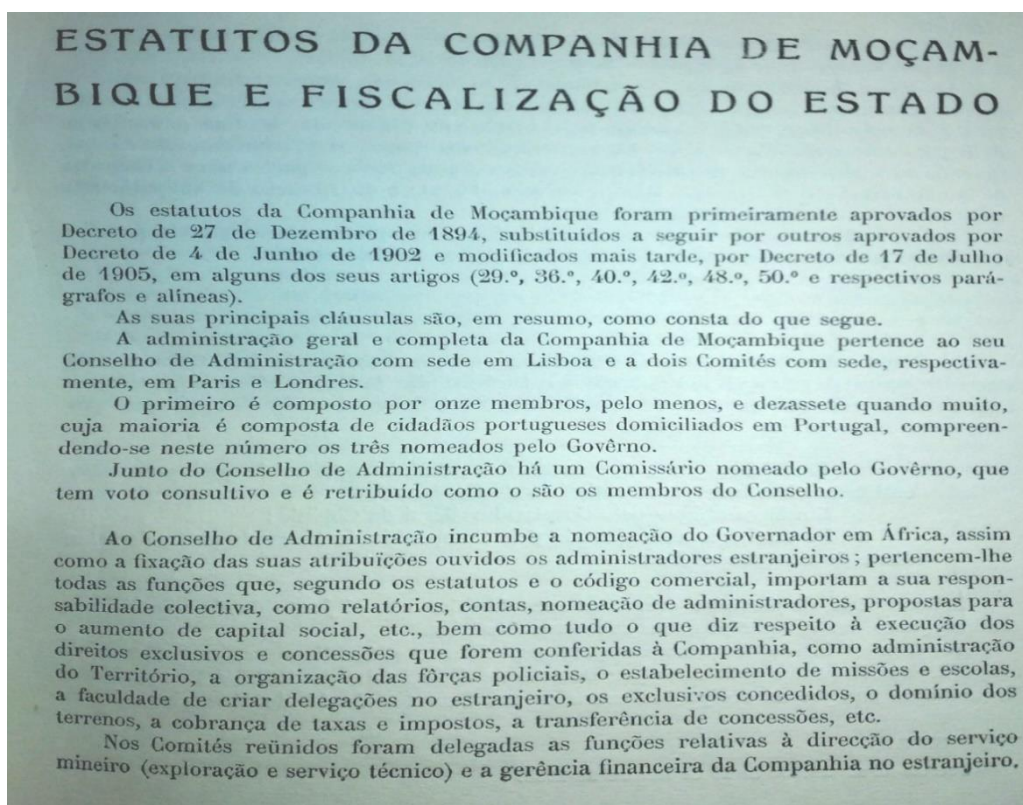 ESTATUTOS DA COMPANHIA DE MOÇAM-
BIQUE E FISCALIZAÇÃO DO ESTADO
Os estatutos da Companhia de Moçambique foram primeiramente aprovados por
Decreto de 27 de Dezembro de 1894, substituídos a seguir por outros aprovados por
Decreto de 4 de Junho de 1902 e modificados mais tarde, por Decreto de 17 de Julho
de 1905, em alguns dos seus artigos (29.º, 36.º, 40.º, 42.º, 48.º, 50.º e respectivos pará-
grafos e alíneas).
As suas principais cláusulas são, em resumo, como consta do que segue.
A administração geral e completa da Companhia de Moçambique pertence ao seu
Conselho de Administração com sede em Lisboa e a dois Comités com sede, respectiva-
mente, em Paris e Londres.
O primeiro é composto por onze membros, pelo menos, e dezassete quando muito,
cuja maioria é composta de cidadãos portugueses domiciliados em Portugal, compreen-
dendo-se neste número os três nomeados pelo Govêrno.
Junto do Conselho de Administração há um Comissário nomeado pelo Govêrno, que
tem voto consultivo e é retribuído como o são os membros do Conselho.
Ao Conselho de Administração incumbe a nomeação do Governador em África, assim
como a fixação das suas atribuïções ouvidos os administradores estranjeiros; pertencem-lhe
todas as funções que, segundo os estatutos e o código comercial, importam a sua respon-
sabilidade colectiva, como relatórios, contas, nomeação de administradores, propostas para
o aumento de capital social, etc., bem como tudo o que diz respeito à execução dos
direitos exclusivos e concessões que forem conferidas à Companhia, como administração
do Território, a organização das fôrças policiais, o estabelecimento de missões e escolas,
a faculdade de criar delegações no estranjeiro, os exclusivos concedidos, o domínio dos
terrenos, a cobrança de taxas e impostos, a transferência de concessões, etc.
Nos Comités reünidos foram delegadas as funções relativas à direcção do serviço
mineiro (exploração e serviço técnico) e a gerência financeira da Companhia no estranjeiro.